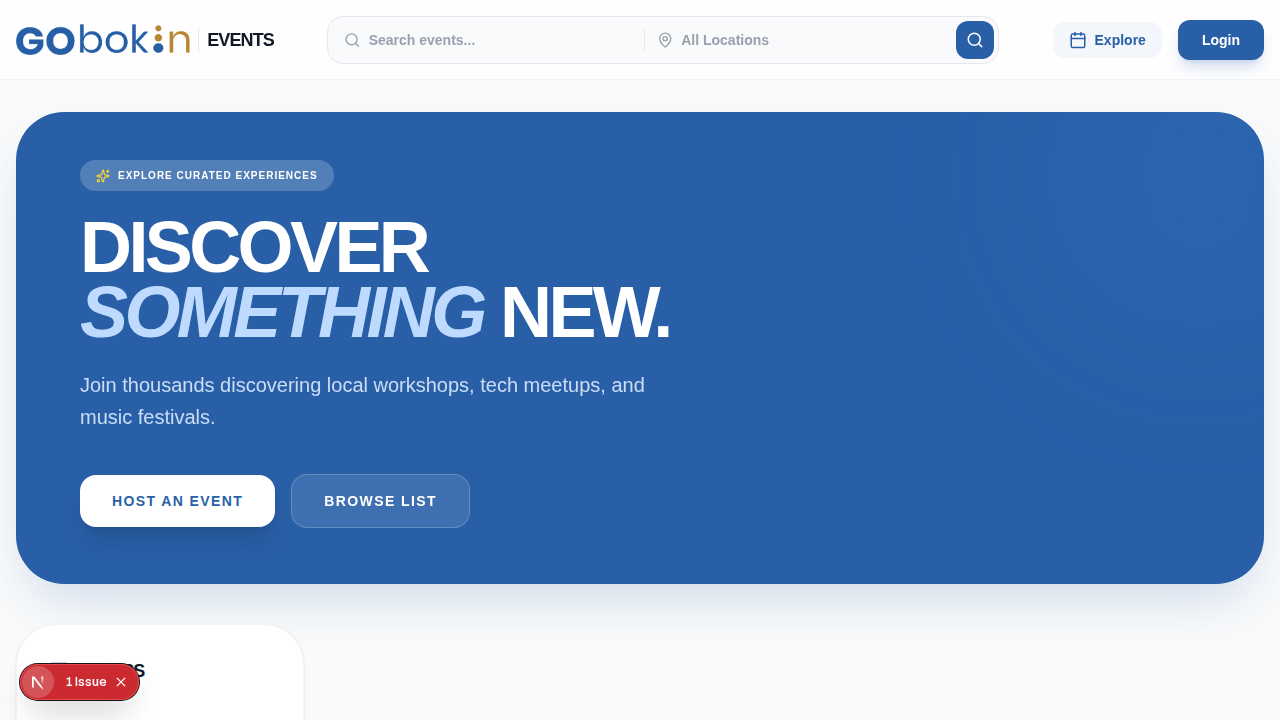 GObokin
EVENTS
Search events...
All Locations
Explore
Login
EXPLORE CURATED EXPERIENCES
DISCOVER
SOMETHING NEW.
Join thousands discovering local workshops, tech meetups, and
music festivals.
HOST AN EVENT
BROWSE LIST
1 Issue